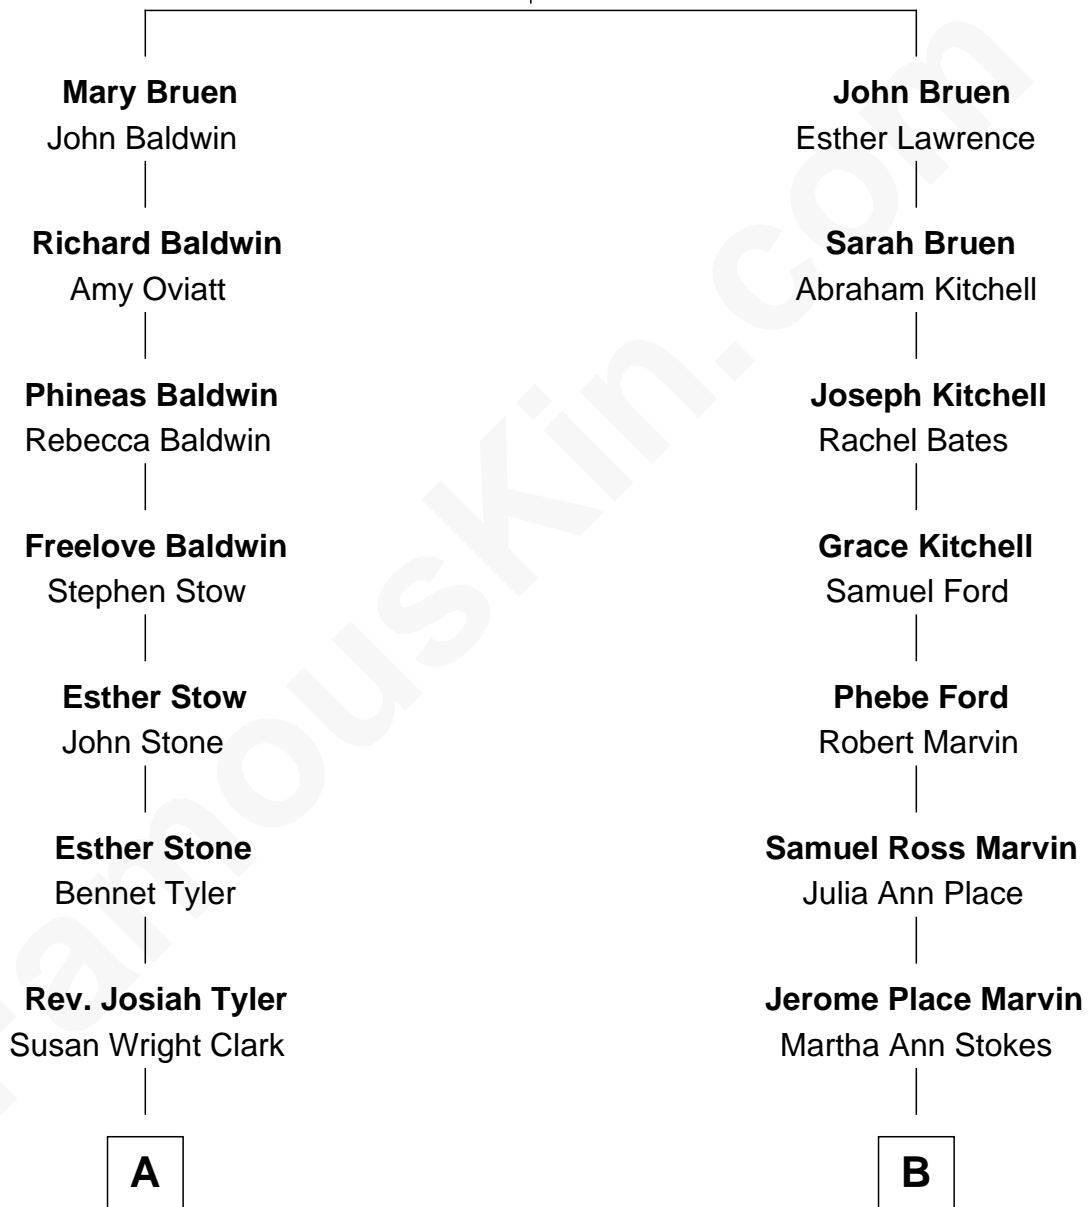 Mary Bruen
John Baldwin
John Bruen
Esther Lawrence
Richard Baldwin
Amy Oviatt
Sarah Bruen
Abraham Kitchell
Phineas Baldwin
Rebecca Baldwin
Joseph Kitchell
Rachel Bates
Freelove Baldwin
Stephen Stow
Grace Kitchell
Samuel Ford
Esther Stow
John Stone
Phebe Ford
Robert Marvin
Esther Stone
Bennet Tyler
Samuel Ross Marvin
Julia Ann Place
Rev. Josiah Tyler
Susan Wright Clark
Jerome Place Marvin
Martha Ann Stokes
A
B
FamousKin.com